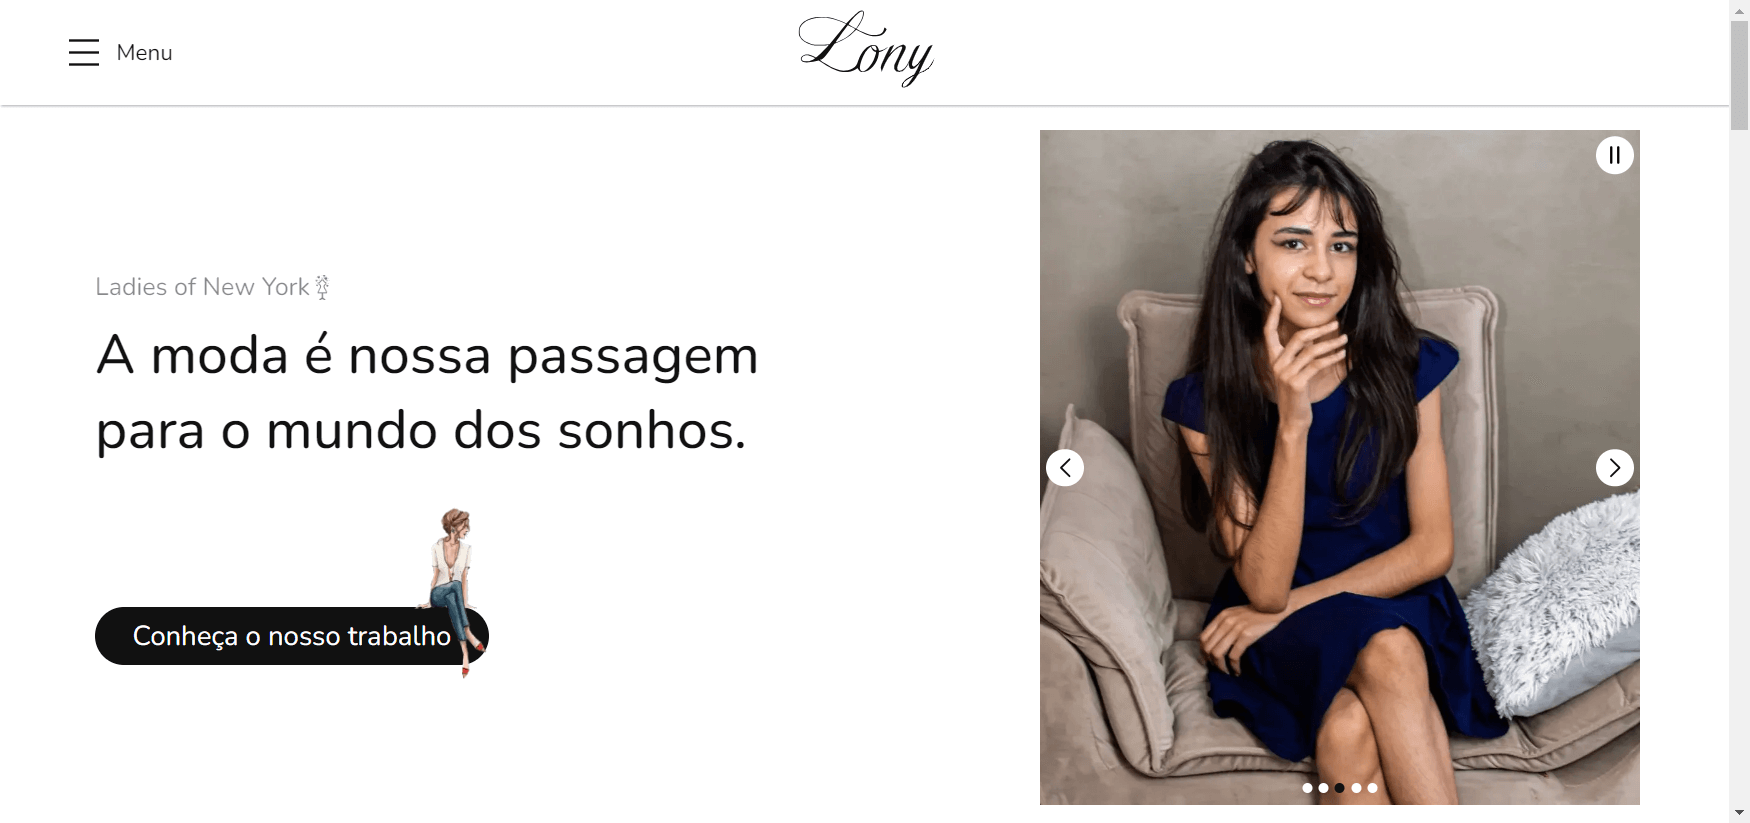 Menu
Lony
Ladies of New York
A moda é nossa passagem
para o mundo dos sonhos.
Conheça o nosso trabalho